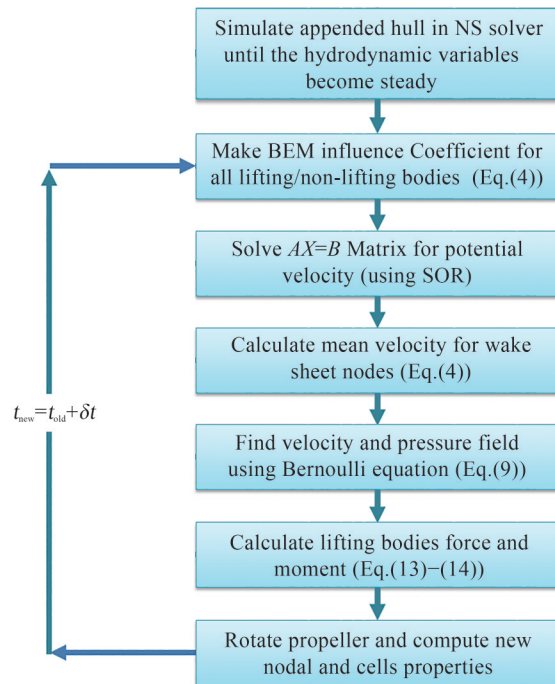 Simulate appended hull in NS solver
until the hydrodynamic variables
become steady
Make BEM influence Coefficient for
all lifting/non-lifting bodies (Eq.(4))
Solve AX=B Matrix for potential
velocity (using SOR)
Calculate mean velocity for wake
sheet nodes (Eq.(4))
Find velocity and pressure field
using Bernoulli equation (Eq.(9))
Calculate lifting bodies force and
moment (Eq.(13)−(14))
Rotate propeller and compute new
nodal and cells properties
t_new=t_old+δt